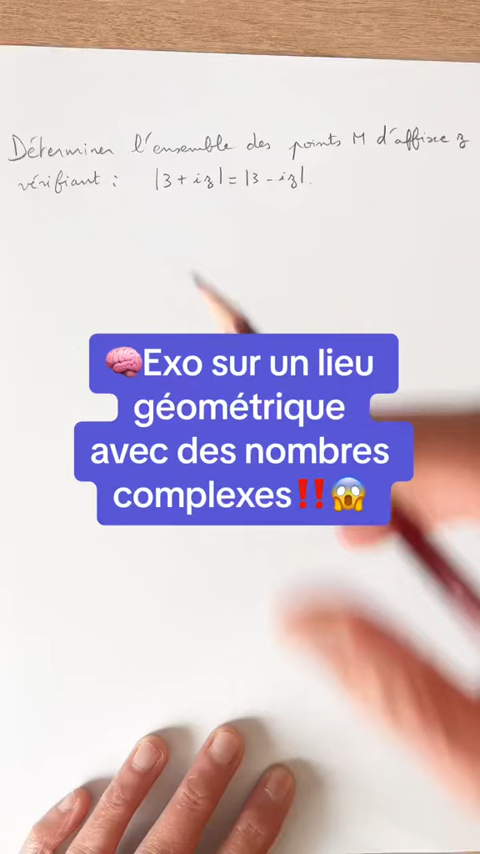 Déterminer l'ensemble des points M d'affixe z
vérifiant : |3 + iz| = |3 - iz|.
🧠Exo sur un lieu
géométrique
avec des nombres
complexes‼️😱